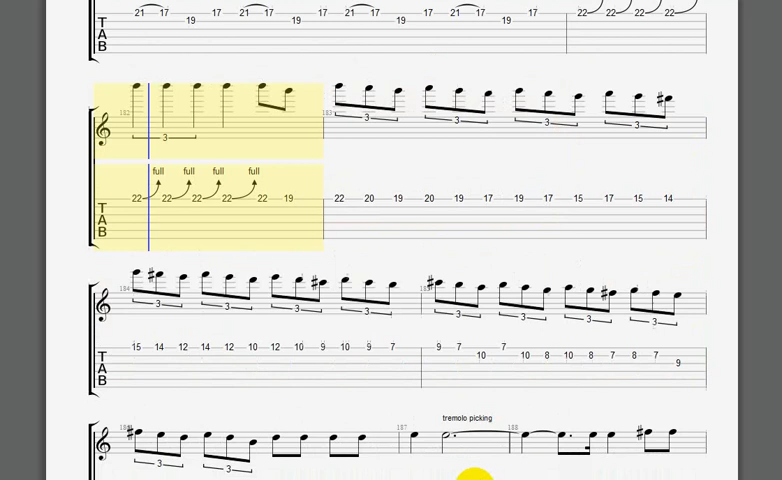 21 17 19 17 21 17 19 17 21 17 19 17 21 17 19 17 22 22 22 22
182 183
3 3 3 3 3
full full full full
22 22 22 22 22 19 22 20 19 20 19 17 19 17 15 17 15 14
T
A
B
184
3 3 3 3 3 3 3 3
15 14 12 14 12 10 12 10 9 10 9 7 9 7 10 7 10 8 10 8 7 8 7 9
T
A
B
tremolo picking
187 188
3 3